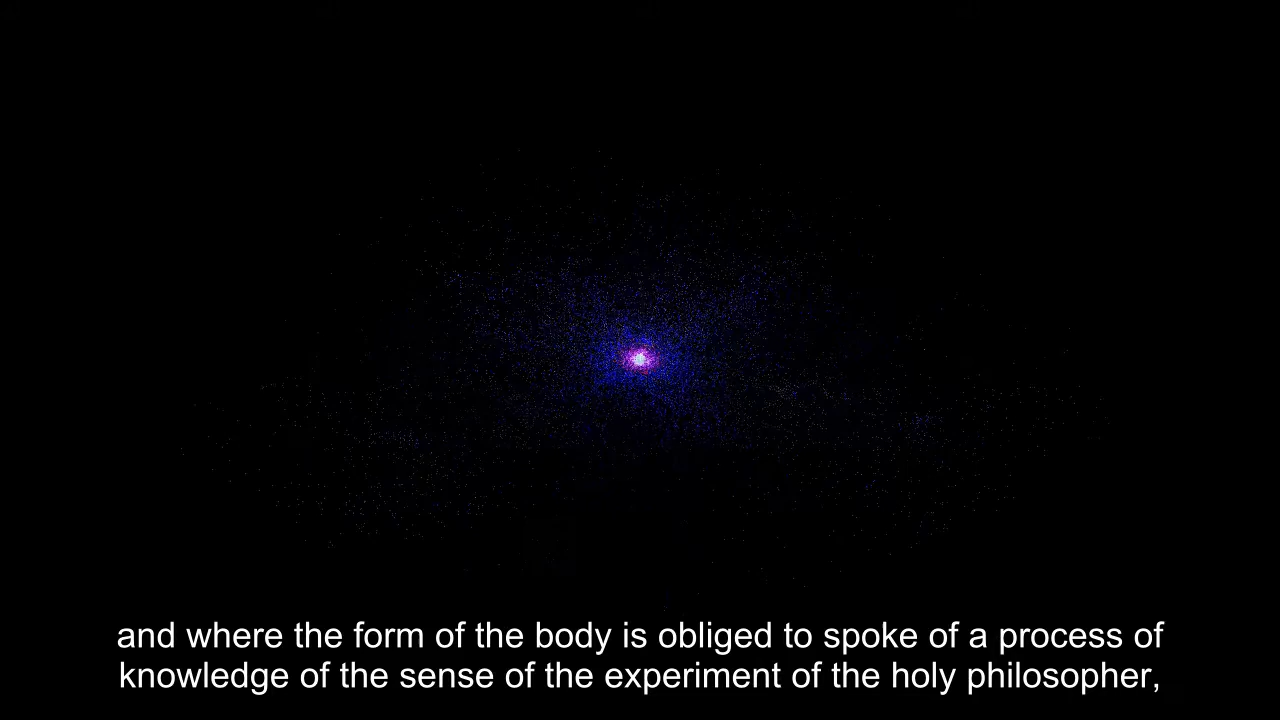 and where the form of the body is obliged to spoke of a process of
knowledge of the sense of the experiment of the holy philosopher,